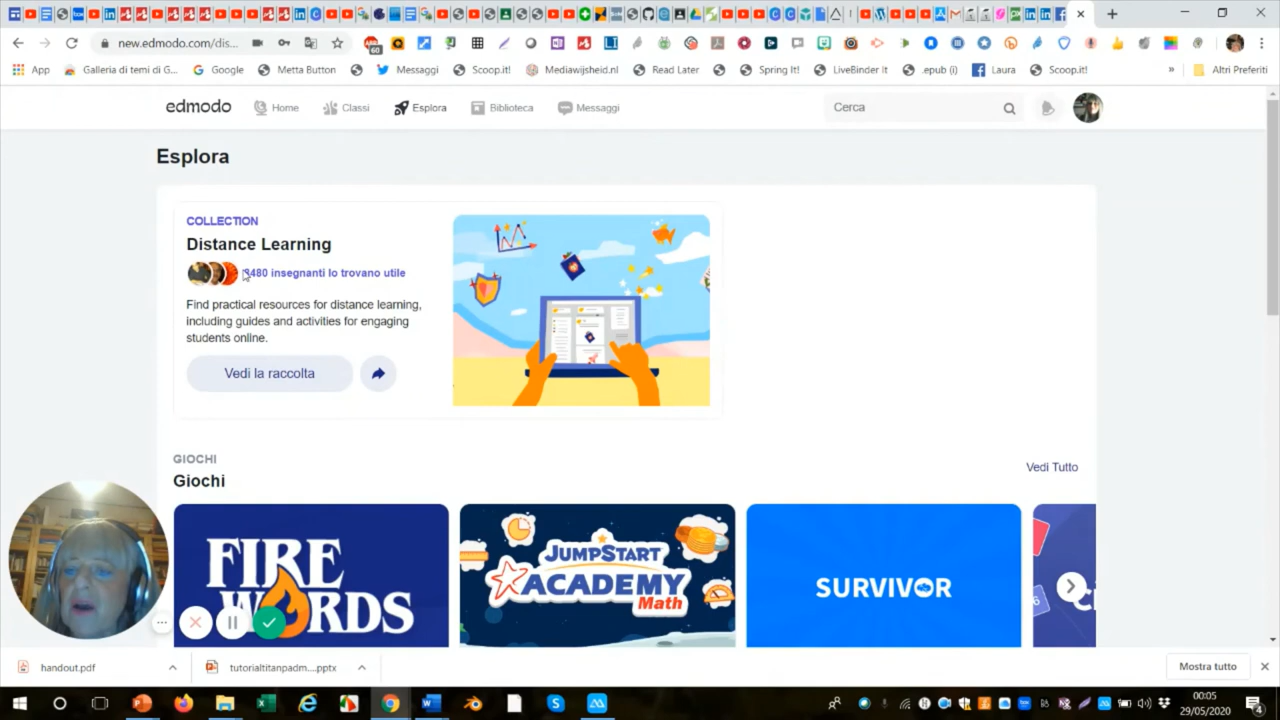 new.edmodo.com/dis...
60
App
Galleria di temi di G...
Google
Metta Button
Messaggi
Scoop.it!
Mediawijsheid.nl
Read Later
Spring It!
LiveBinder It
.epub (i)
Laura
Scoop.it!
»
Altri Preferiti
edmodo
Home
Classi
Esplora
Biblioteca
Messaggi
Cerca
Esplora
COLLECTION
Distance Learning
insegnanti lo trovano utile
Find practical resources for distance learning,
including guides and activities for engaging
students online.
Vedi la raccolta
GIOCHI
Giochi
Vedi Tutto
FIRE
WORDS
JUMPSTART
ACADEMY
Math
SURVIVOR
handout.pdf
tutorialtitanpadm....pptx
Mostra tutto
00:05
29/05/2020
4